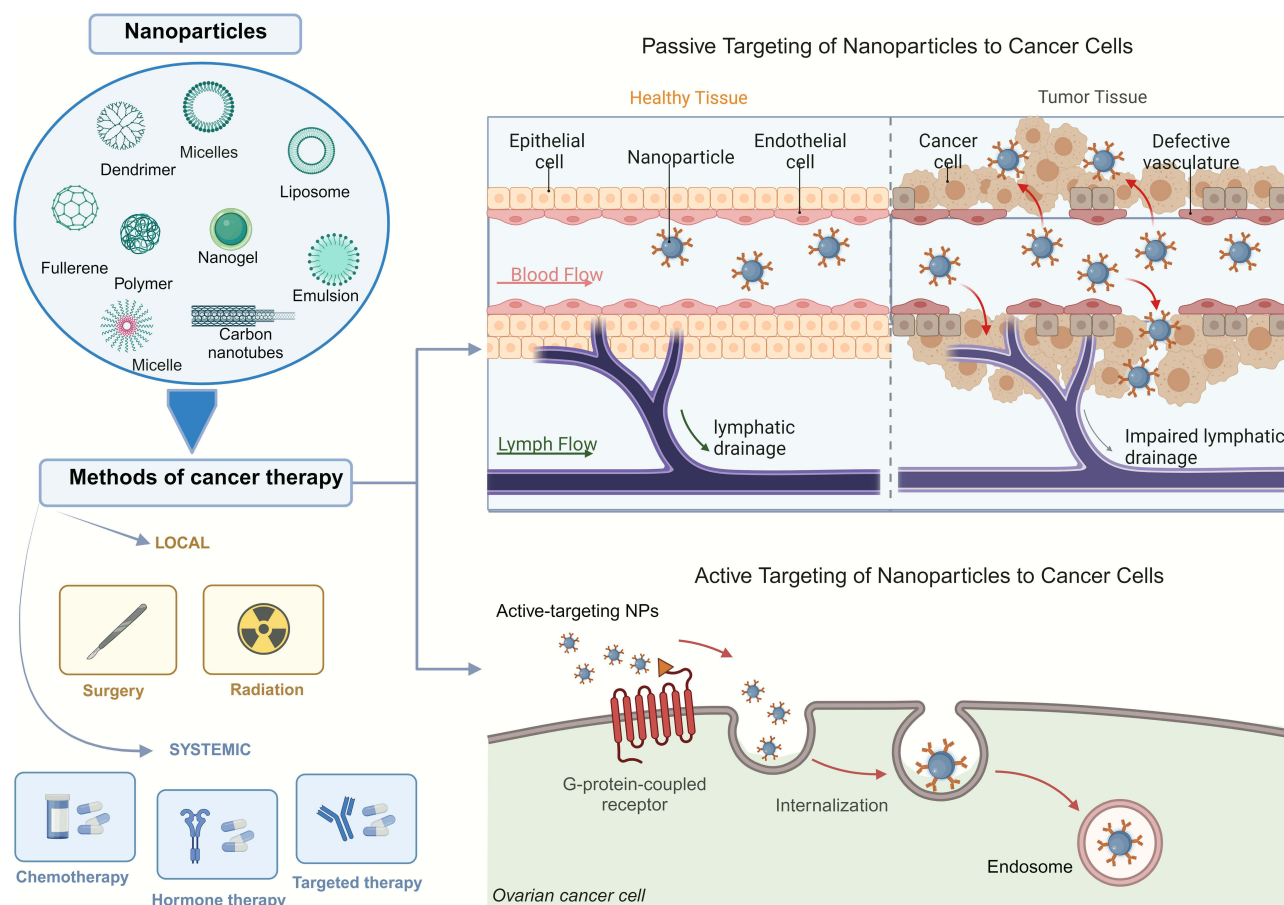 Nanoparticles
Dendrimer
Micelles
Liposome
Fullerene
Polymer
Nanogel
Emulsion
Micelle
Carbon
nanotubes
Methods of cancer therapy
LOCAL
Surgery
Radiation
SYSTEMIC
Chemotherapy
Hormone therapy
Targeted therapy
Passive Targeting of Nanoparticles to Cancer Cells
Healthy Tissue
Tumor Tissue
Epithelial
cell
Nanoparticle
Endothelial
cell
Cancer
cell
Defective
vasculature
Blood Flow
Lymph Flow
lymphatic
drainage
Impaired lymphatic
drainage
Active Targeting of Nanoparticles to Cancer Cells
Active-targeting NPs
G-protein-coupled
receptor
Internalization
Endosome
Ovarian cancer cell